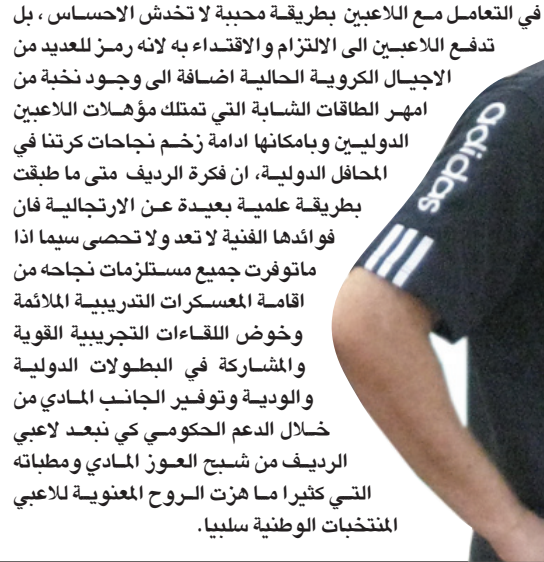 في التعامل مع اللاعبين بطريقة محببة لا تخدش الاحساس ، بل
تدفع اللاعبين الى الالتزام والاقتداء به لانه رمز للعديد من
الاجيال الكروية الحالية اضافة الى وجود نخبة من
امهر الطاقات الشابة التي تمتلك مؤهلات اللاعبين
الدوليين وبامكانها ادامة زخم نجاحات كرتنا في
المحافل الدولية، ان فكرة الرديف متى ما طبقت
بطريقة علمية بعيدة عن الارتجالية فان
فوائدها الفنية لا تعد ولا تحصى سيما اذا
ماتوفرت جميع مستلزمات نجاحه من
اقامة المعسكرات التدريبية الملائمة
وخوض اللقاءات التجريبية القوية
والمشاركة في البطولات الدولية
والودية وتوفير الجانب المادي من
خلال الدعم الحكومي كي نبعد لاعبي
الرديف من شبح العوز المادي ومطباته
التي كثيرا ما هزت الروح المعنوية للاعبي
المنتخبات الوطنية سلبيا.
adidas